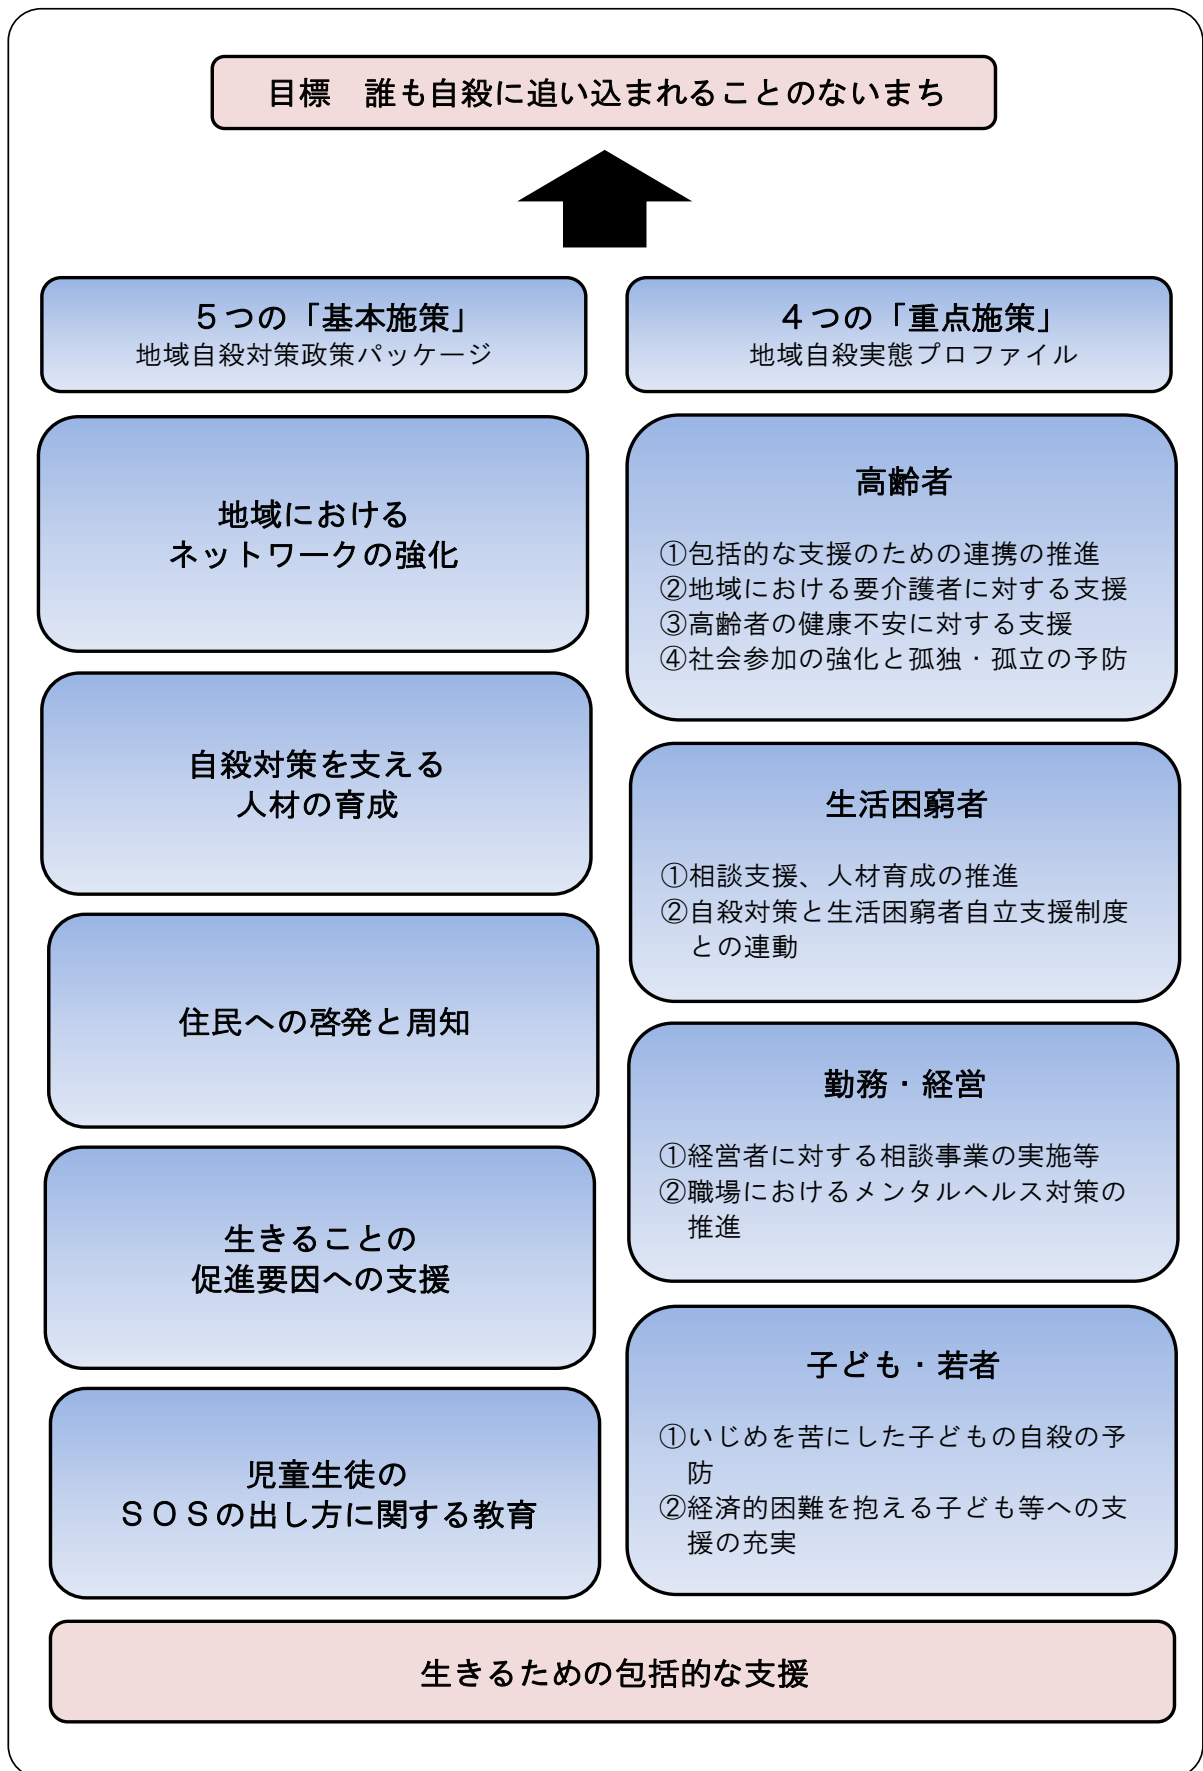 目標　誰も自殺に追い込まれることのないまち
５つの「基本施策」
地域自殺対策政策パッケージ
地域における
ネットワークの強化
自殺対策を支える
人材の育成
住民への啓発と周知
生きることの
促進要因への支援
児童生徒の
ＳＯＳの出し方に関する教育
４つの「重点施策」
地域自殺実態プロファイル
高齢者
①包括的な支援のための連携の推進
②地域における要介護者に対する支援
③高齢者の健康不安に対する支援
④社会参加の強化と孤独・孤立の予防
生活困窮者
①相談支援、人材育成の推進
②自殺対策と生活困窮者自立支援制度
との連動
勤務・経営
①経営者に対する相談事業の実施等
②職場におけるメンタルヘルス対策の
推進
子ども・若者
①いじめを苦にした子どもの自殺の予
防
②経済的困難を抱える子ども等への支
援の充実
生きるための包括的な支援